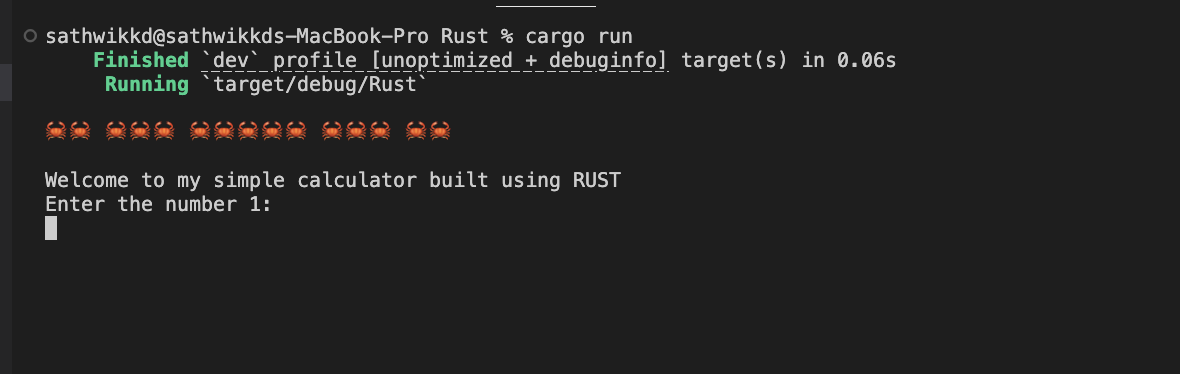 sathwikkd@sathwikkds-MacBook-Pro Rust % cargo run
Finished `dev` profile [unoptimized + debuginfo] target(s) in 0.06s
Running `target/debug/Rust`
🦀🦀 🦀🦀🦀 🦀🦀🦀🦀🦀 🦀🦀🦀 🦀🦀
Welcome to my simple calculator built using RUST
Enter the number 1: